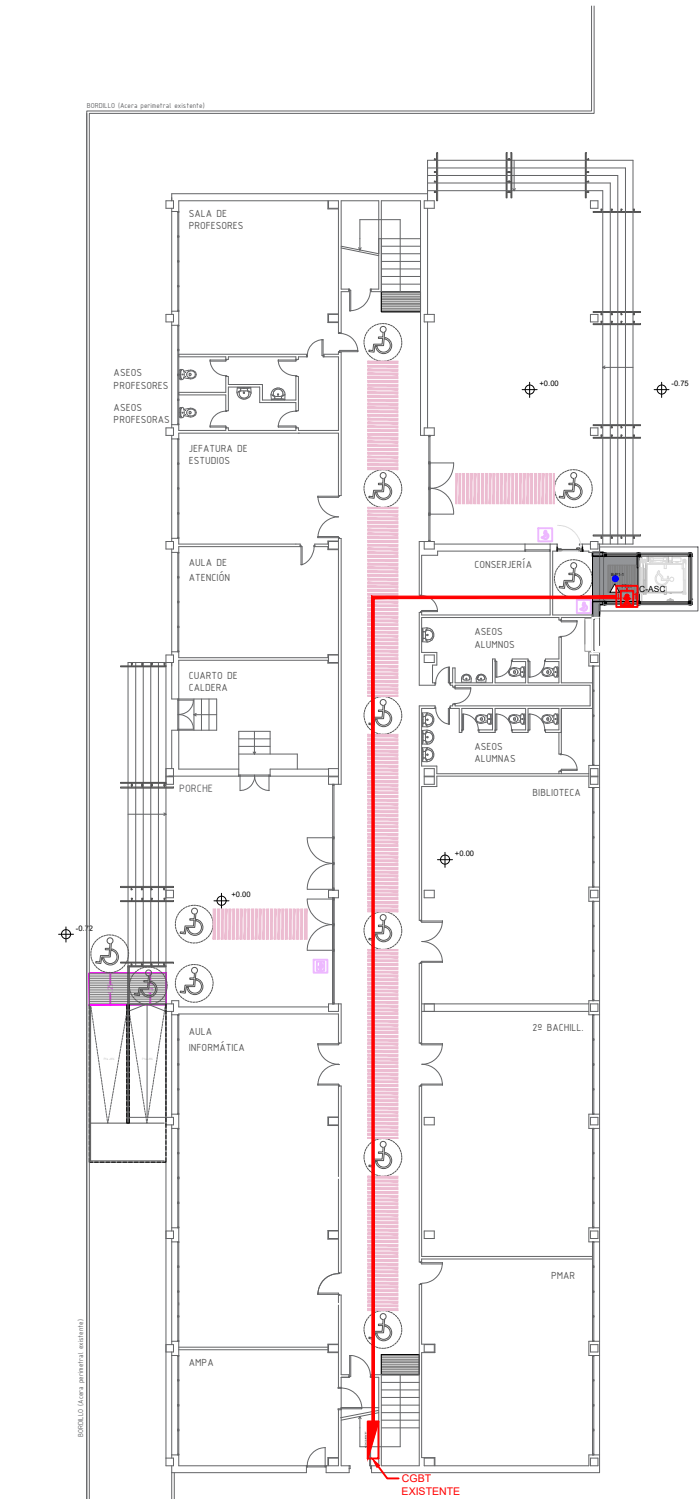 BORDILLO (Acera perimetral existente)
SALA DE
PROFESORES
ASEOS
PROFESORES
ASEOS
PROFESORAS
+0.00
-0.75
JEFATURA DE
ESTUDIOS
AULA DE
ATENCIÓN
CONSERJERÍA
C-ASC
ASEOS
ALUMNOS
CUARTO DE
CALDERA
ASEOS
ALUMNAS
PORCHE
BIBLIOTECA
+0.00
+0.00
-0.72
AULA
INFORMÁTICA
2º BACHILL.
PMAR
BORDILLO (Acera perimetral existente)
AMPA
CGBT
EXISTENTE